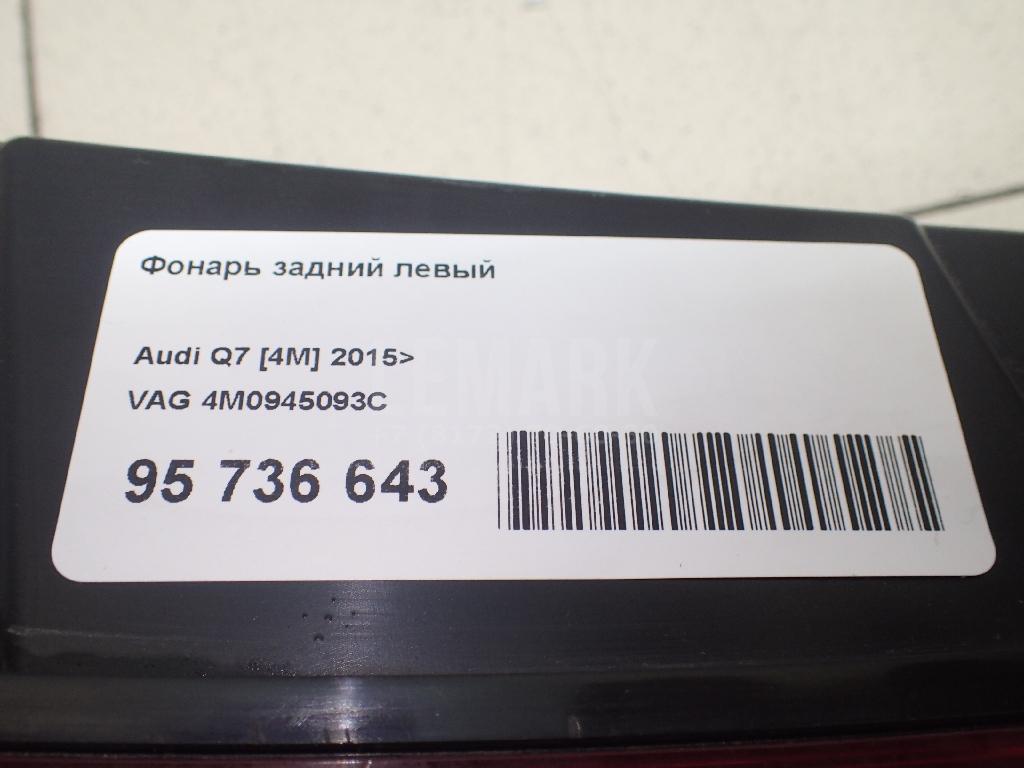 Фонарь задний левый
Audi Q7 [4M] 2015>
VAG 4M0945093C
95 736 643